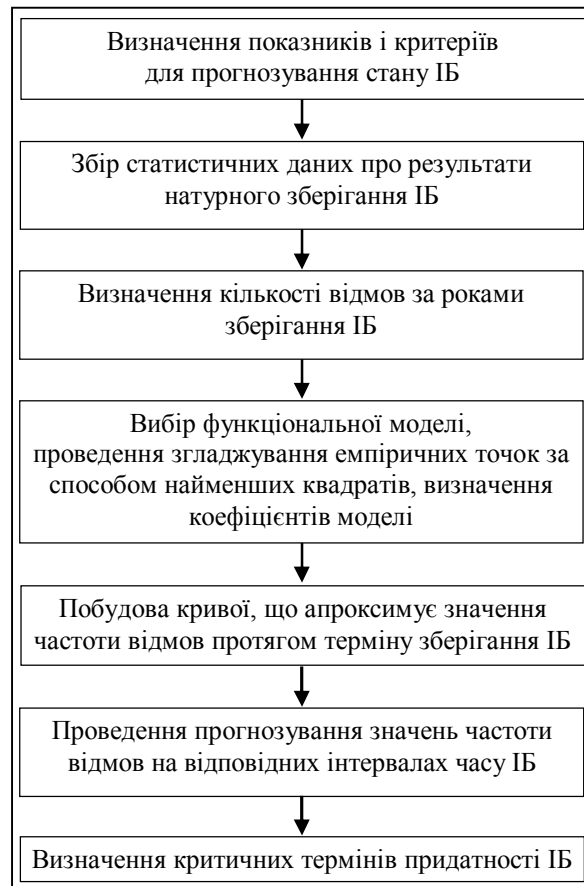 Визначення показників і критеріїв
для прогнозування стану ІБ
Збір статистичних даних про результати
натурного зберігання ІБ
Визначення кількості відмов за роками
зберігання ІБ
Вибір функціональної моделі,
проведення згладжування емпіричних точок за
способом найменших квадратів, визначення
коефіцієнтів моделі
Побудова кривої, що апроксимує значення
частоти відмов протягом терміну зберігання ІБ
Проведення прогнозування значень частоти
відмов на відповідних інтервалах часу ІБ
Визначення критичних термінів придатності ІБ